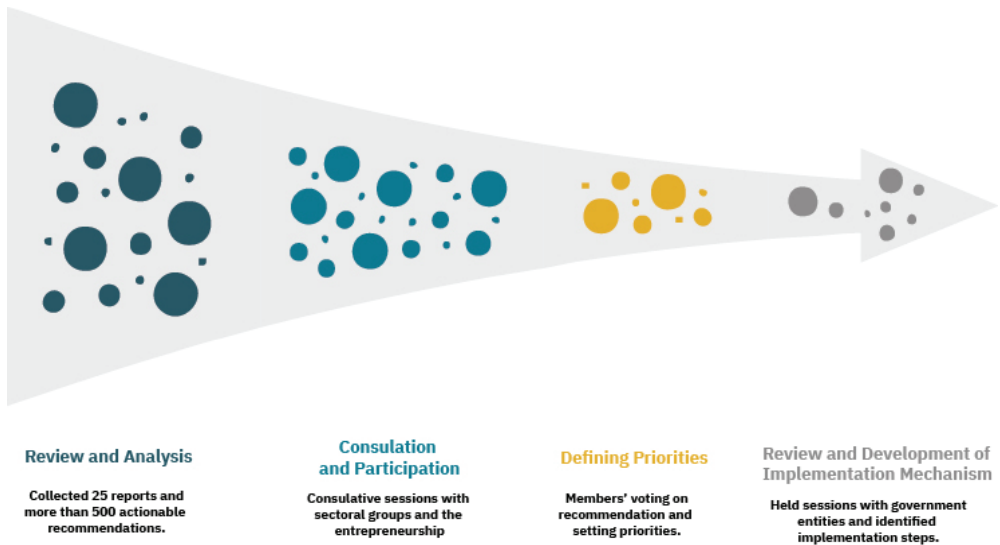 Review and Analysis
Collected 25 reports and
more than 500 actionable
recommendations.
Consulation
and Participation
Consulative sessions with
sectoral groups and the
entrepreneurship
Defining Priorities
Members' voting on
recommendation and
setting priorities.
Review and Development of
Implementation Mechanism
Held sessions with government
entities and identified
implementation steps.